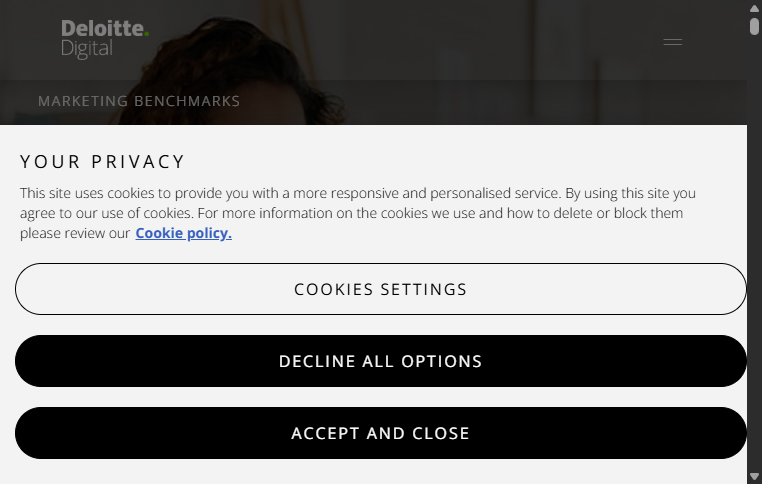 Deloitte.
Digital
MARKETING BENCHMARKS
YOUR PRIVACY
This site uses cookies to provide you with a more responsive and personalised service. By using this site you
agree to our use of cookies. For more information on the cookies we use and how to delete or block them
please review our Cookie policy.
COOKIES SETTINGS
DECLINE ALL OPTIONS
ACCEPT AND CLOSE